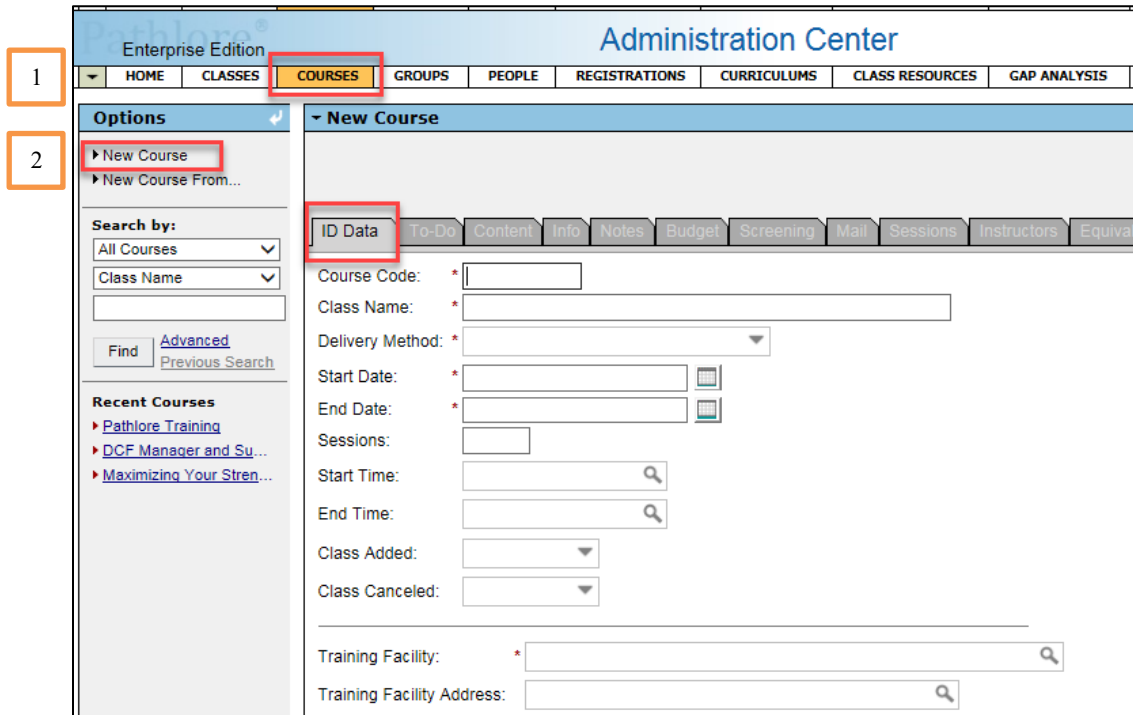 Pathlore®
Enterprise Edition
Administration Center
1
HOME CLASSES COURSES GROUPS PEOPLE REGISTRATIONS CURRICULUMS CLASS RESOURCES GAP ANALYSIS
Options
New Course
2
New Course
New Course From...
Search by:
All Courses
Class Name
Find
Advanced
Previous Search
Recent Courses
Pathlore Training
DCF Manager and Su...
Maximizing Your Stren...
ID Data To-Do Content Info Notes Budget Screening Mail Sessions Instructors Equiva
Course Code: *
Class Name: *
Delivery Method: *
Start Date: *
End Date: *
Sessions:
Start Time:
End Time:
Class Added:
Class Canceled:
Training Facility: *
Training Facility Address: